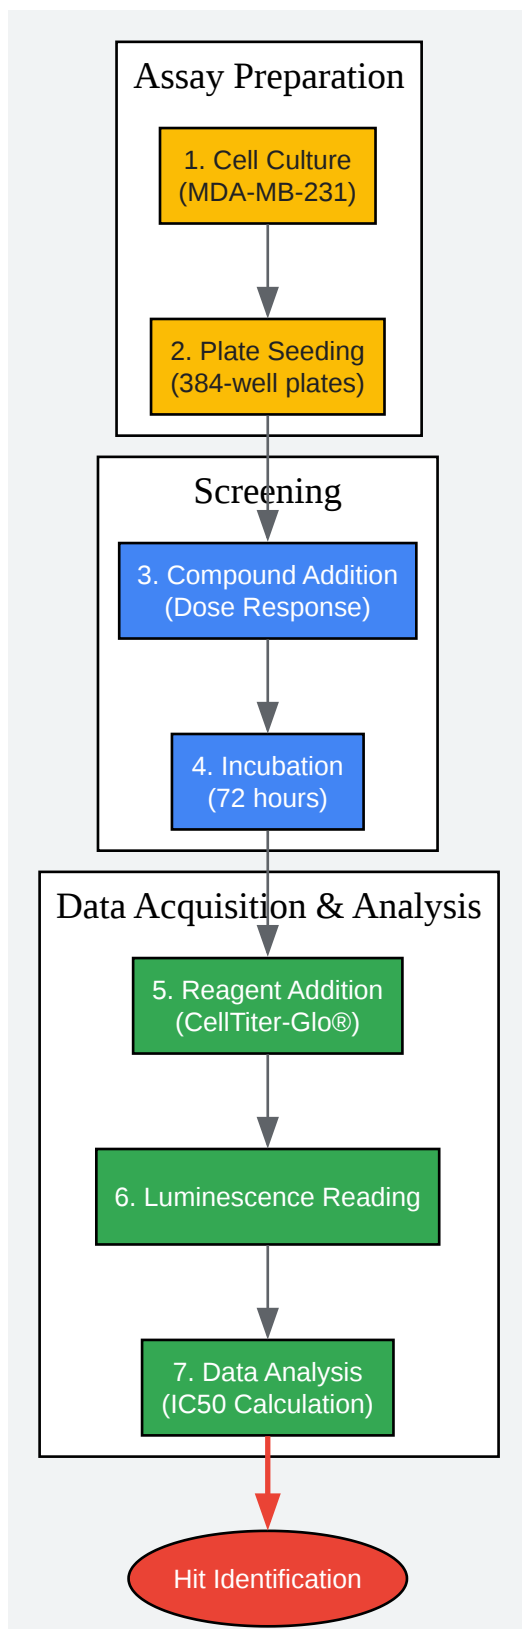 Assay Preparation
1. Cell Culture
(MDA-MB-231)
2. Plate Seeding
(384-well plates)
Screening
3. Compound Addition
(Dose Response)
4. Incubation
(72 hours)
Data Acquisition & Analysis
5. Reagent Addition
(CellTiter-Glo®)
6. Luminescence Reading
7. Data Analysis
(IC50 Calculation)
Hit Identification